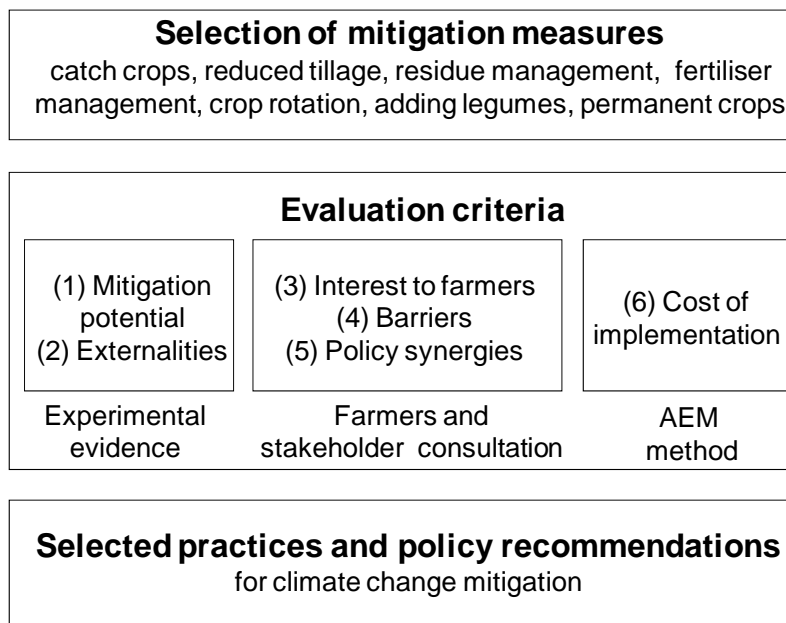 Selection of mitigation measures
catch crops, reduced tillage, residue management, fertiliser
management, crop rotation, adding legumes, permanent crops
Evaluation criteria
(1) Mitigation
potential
(2) Externalities
Experimental
evidence
(3) Interest to farmers
(4) Barriers
(5) Policy synergies
Farmers and
stakeholder consultation
(6) Cost of
implementation
AEM
method
Selected practices and policy recommendations
for climate change mitigation